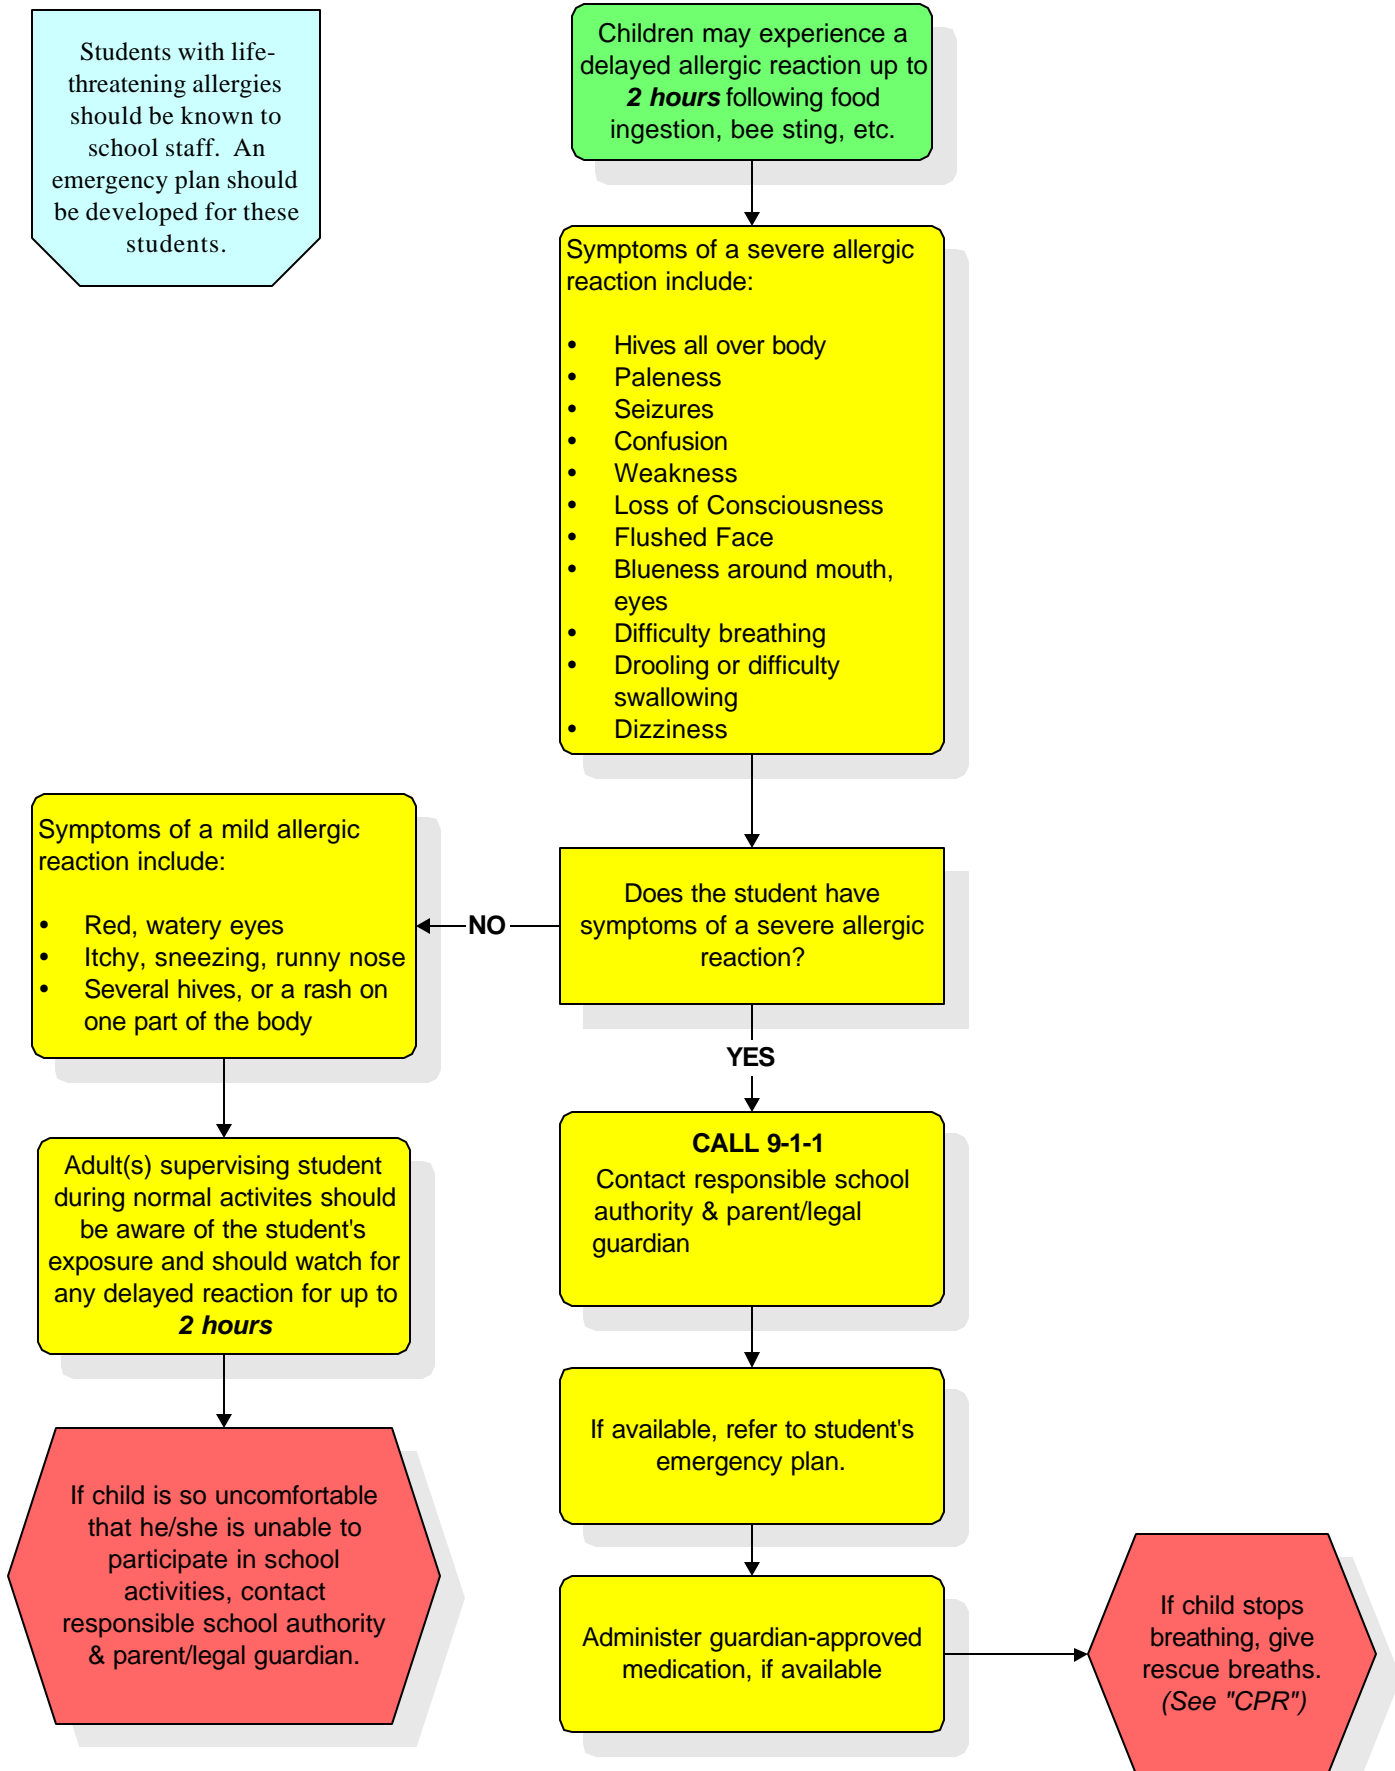 Students with life-
threatening allergies
should be known to
school staff.  An
emergency plan should
be developed for these
students.
Children may experience a
delayed allergic reaction up to
2 hours following food
ingestion, bee sting, etc.
Symptoms of a severe allergic
reaction include:
• Hives all over body
• Paleness
• Seizures
• Confusion
• Weakness
• Loss of Consciousness
• Flushed Face
• Blueness around mouth,
eyes
• Difficulty breathing
• Drooling or difficulty
swallowing
• Dizziness
Does the student have
symptoms of a severe allergic
reaction?
NO
Symptoms of a mild allergic
reaction include:
• Red, watery eyes
• Itchy, sneezing, runny nose
• Several hives, or a rash on
one part of the body
Adult(s) supervising student
during normal activites should
be aware of the student's
exposure and should watch for
any delayed reaction for up to
2 hours
If child is so uncomfortable
that he/she is unable to
participate in school
activities, contact
responsible school authority
& parent/legal guardian.
YES
CALL 9-1-1
Contact responsible school
authority & parent/legal
guardian
If available, refer to student's
emergency plan.
Administer guardian-approved
medication, if available
If child stops
breathing, give
rescue breaths.
(See "CPR")